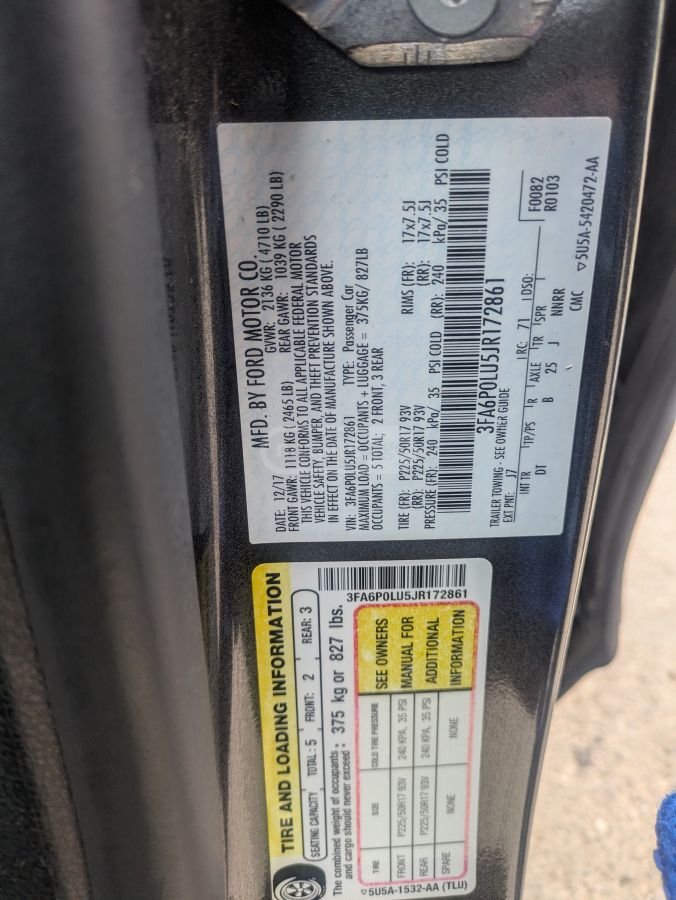 MFD. BY FORD MOTOR CO.
DATE: 12/17 GVWR: 2136 KG (4710 LB)
FRONT GAWR: 1118 KG (2465 LB) REAR GAWR: 1039 KG (2290 LB)
THIS VEHICLE CONFORMS TO ALL APPLICABLE FEDERAL MOTOR
VEHICLE SAFETY, BUMPER, AND THEFT PREVENTION STANDARDS
IN EFFECT ON THE DATE OF MANUFACTURE SHOWN ABOVE.
VIN: 3FA6P0LU5JR172861 TYPE: Passenger Car
MAXIMUM LOAD = OCCUPANTS + LUGGAGE = 375KG/ 827LB
OCCUPANTS = 5 TOTAL; 2 FRONT, 3 REAR
TIRE (FR): P225/50R17 93V RIMS (FR): 17x7.5J
(RR): P225/50R17 93V (RR): 17x7.5J
PRESSURE (FR): 240 kPa/ 35 PSI COLD (RR): 240 kPa/ 35 PSI COLD
3FA6P0LU5JR172861
TRAILER TOWING - SEE OWNER GUIDE
EXT PNT: J7 RC: 71 DSO: F0082
R0103
INT TR TP/PS R AXLE TR SPR
DT B 25 J NNRR
CMC ▽5U5A-5420472-AA
TIRE AND LOADING INFORMATION
SEATING CAPACITY TOTAL: 5 FRONT: 2 REAR: 3
The combined weight of occupants
and cargo should never exceed : 375 kg or 827 lbs.
3FA6P0LU5JR172861
TIRE SIZE COLD TIRE PRESSURE
FRONT P225/50R17 93V 240 KPA, 35 PSI
REAR P225/50R17 93V 240 KPA, 35 PSI
SPARE NONE NONE
SEE OWNERS
MANUAL FOR
ADDITIONAL
INFORMATION
▽5U5A-1532-AA (TLU)